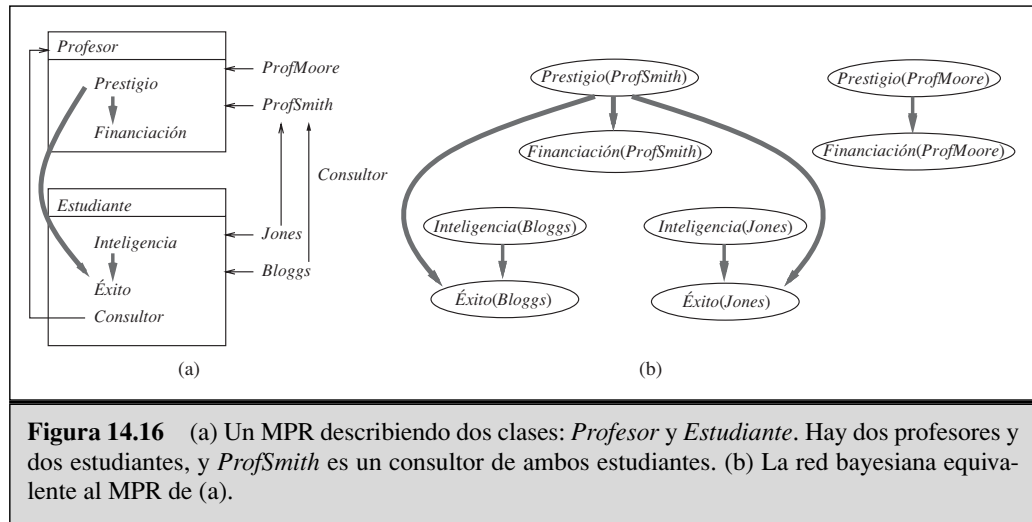 Profesor
Prestigio
Financiación
ProfMoore
ProfSmith
Consultor
Estudiante
Inteligencia
Éxito
Consultor
Jones
Bloggs
(a)
Prestigio(ProfSmith)
Prestigio(ProfMoore)
Financiación(ProfSmith)
Financiación(ProfMoore)
Inteligencia(Bloggs)
Inteligencia(Jones)
Éxito(Bloggs)
Éxito(Jones)
(b)
Figura 14.16 (a) Un MPR describiendo dos clases: Profesor y Estudiante. Hay dos profesores y
dos estudiantes, y ProfSmith es un consultor de ambos estudiantes. (b) La red bayesiana equiva-
lente al MPR de (a).